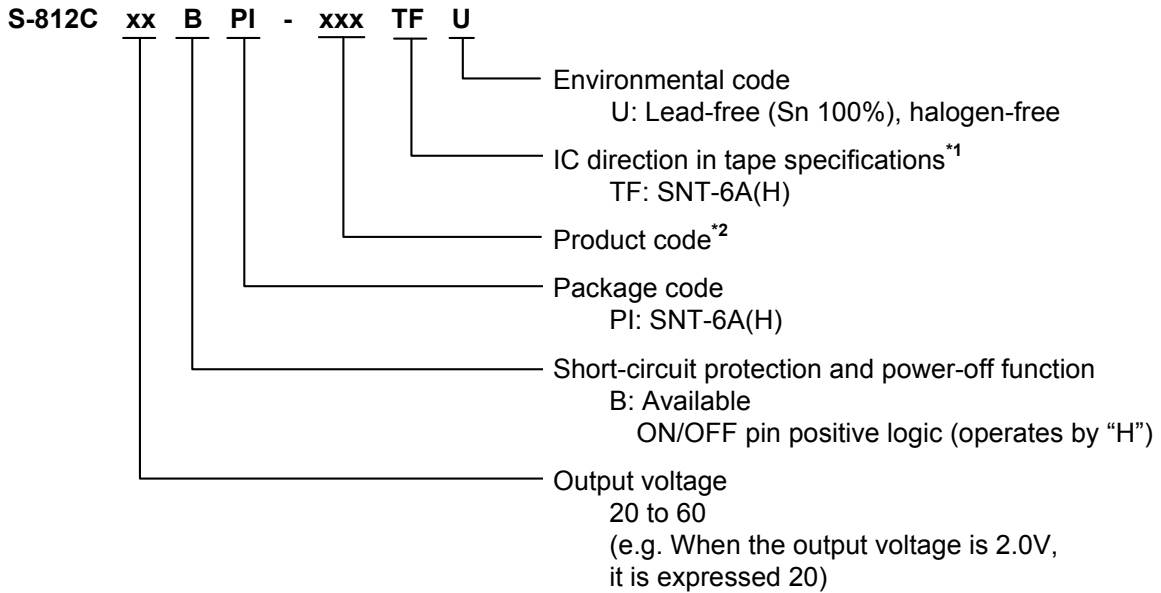 S-812C xx B PI - xxx TF U
Environmental code
U: Lead-free (Sn 100%), halogen-free
IC direction in tape specifications*1
TF: SNT-6A(H)
Product code*2
Package code
PI: SNT-6A(H)
Short-circuit protection and power-off function
B: Available
ON/OFF pin positive logic (operates by “H”)
Output voltage
20 to 60
(e.g. When the output voltage is 2.0V,
it is expressed 20)